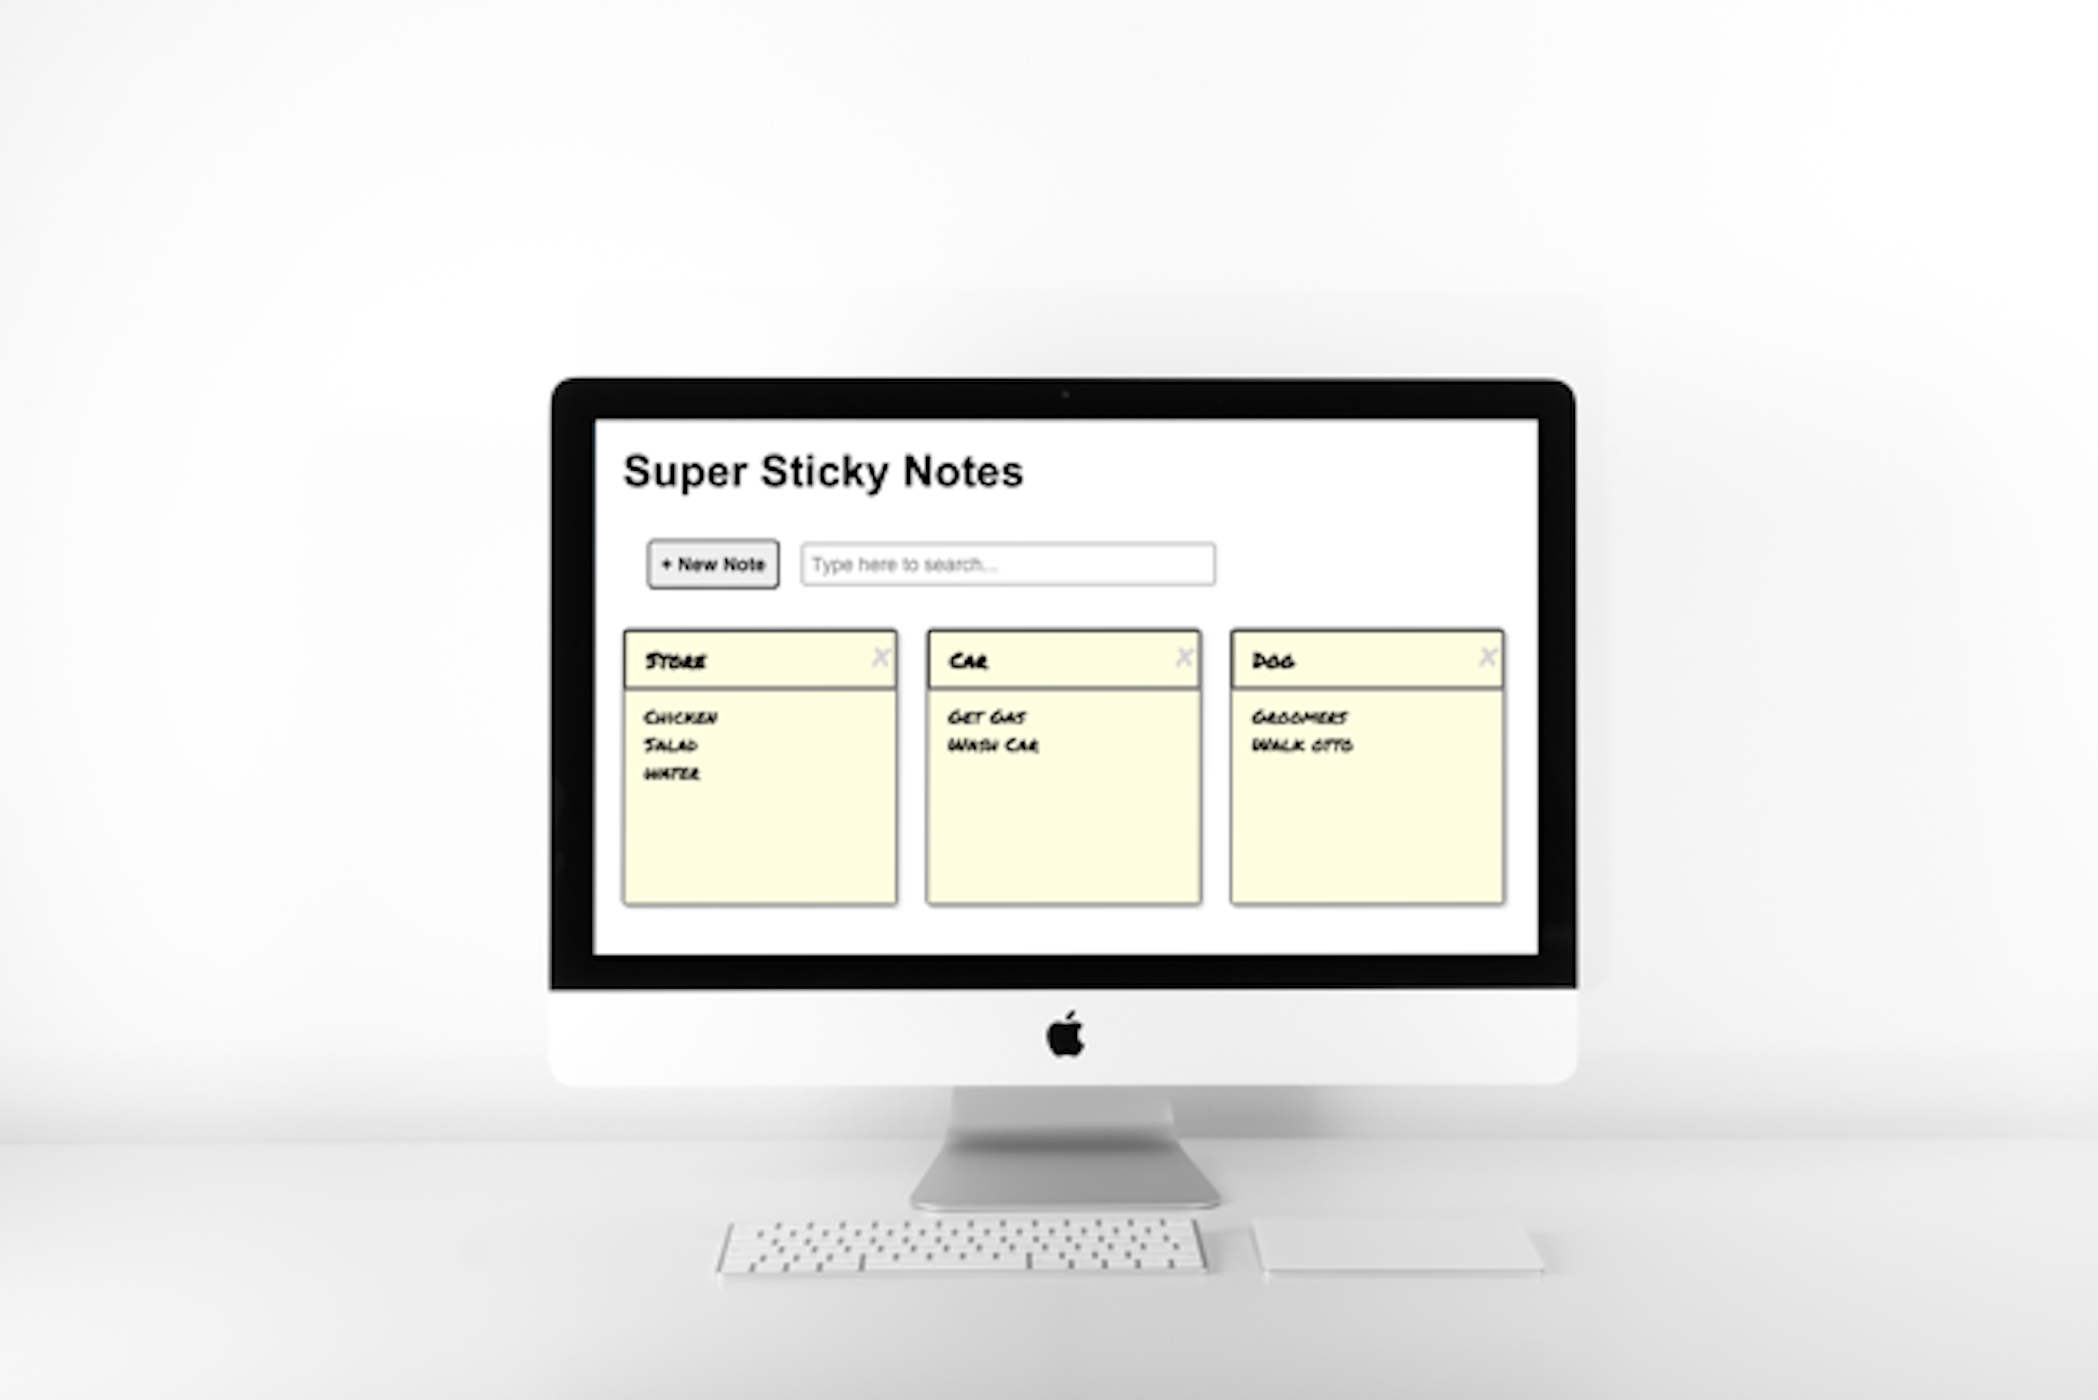 Super Sticky Notes
+ New Note
Type here to search...
Store
X
Car
X
Dog
X
Chicken
Salad
Water
Get Gas
Wash Car
Groomers
Walk Otto